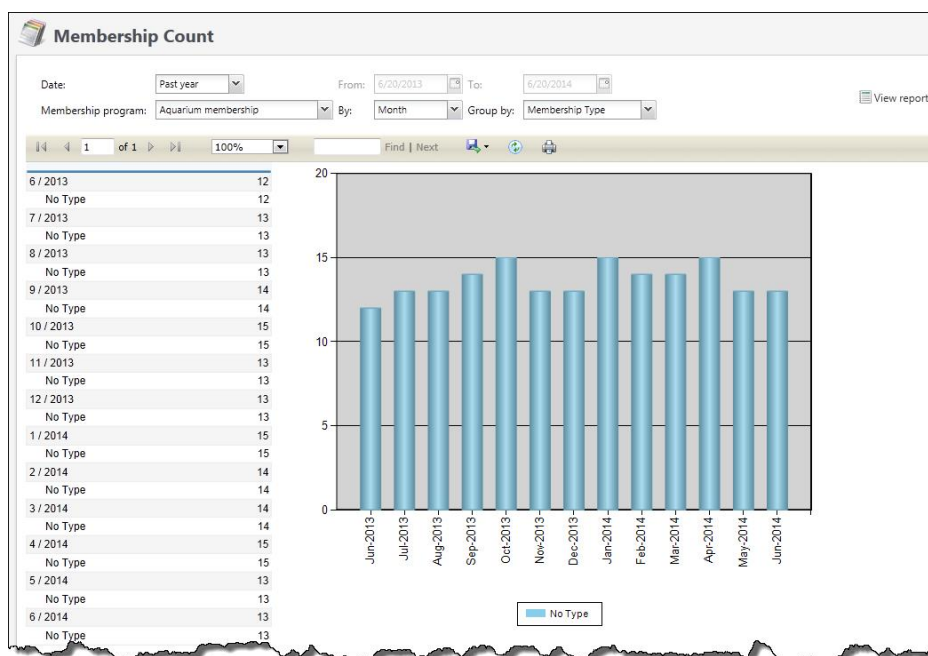 Membership Count
Date: Past year From: 6/20/2013 To: 6/20/2014
View report
Membership program: Aquarium membership By: Month Group by: Membership Type
1 of 1 100% Find | Next
6 / 2013 12
No Type 12
7 / 2013 13
No Type 13
8 / 2013 13
No Type 13
9 / 2013 14
No Type 14
10 / 2013 15
No Type 15
11 / 2013 13
No Type 13
12 / 2013 13
No Type 13
1 / 2014 15
No Type 15
2 / 2014 14
No Type 14
3 / 2014 14
No Type 14
4 / 2014 15
No Type 15
5 / 2014 13
No Type 13
6 / 2014 13
No Type 13
20
15
10
5
0
Jun-2013 Jul-2013 Aug-2013 Sep-2013 Oct-2013 Nov-2013 Dec-2013 Jan-2014 Feb-2014 Mar-2014 Apr-2014 May-2014 Jun-2014
No Type